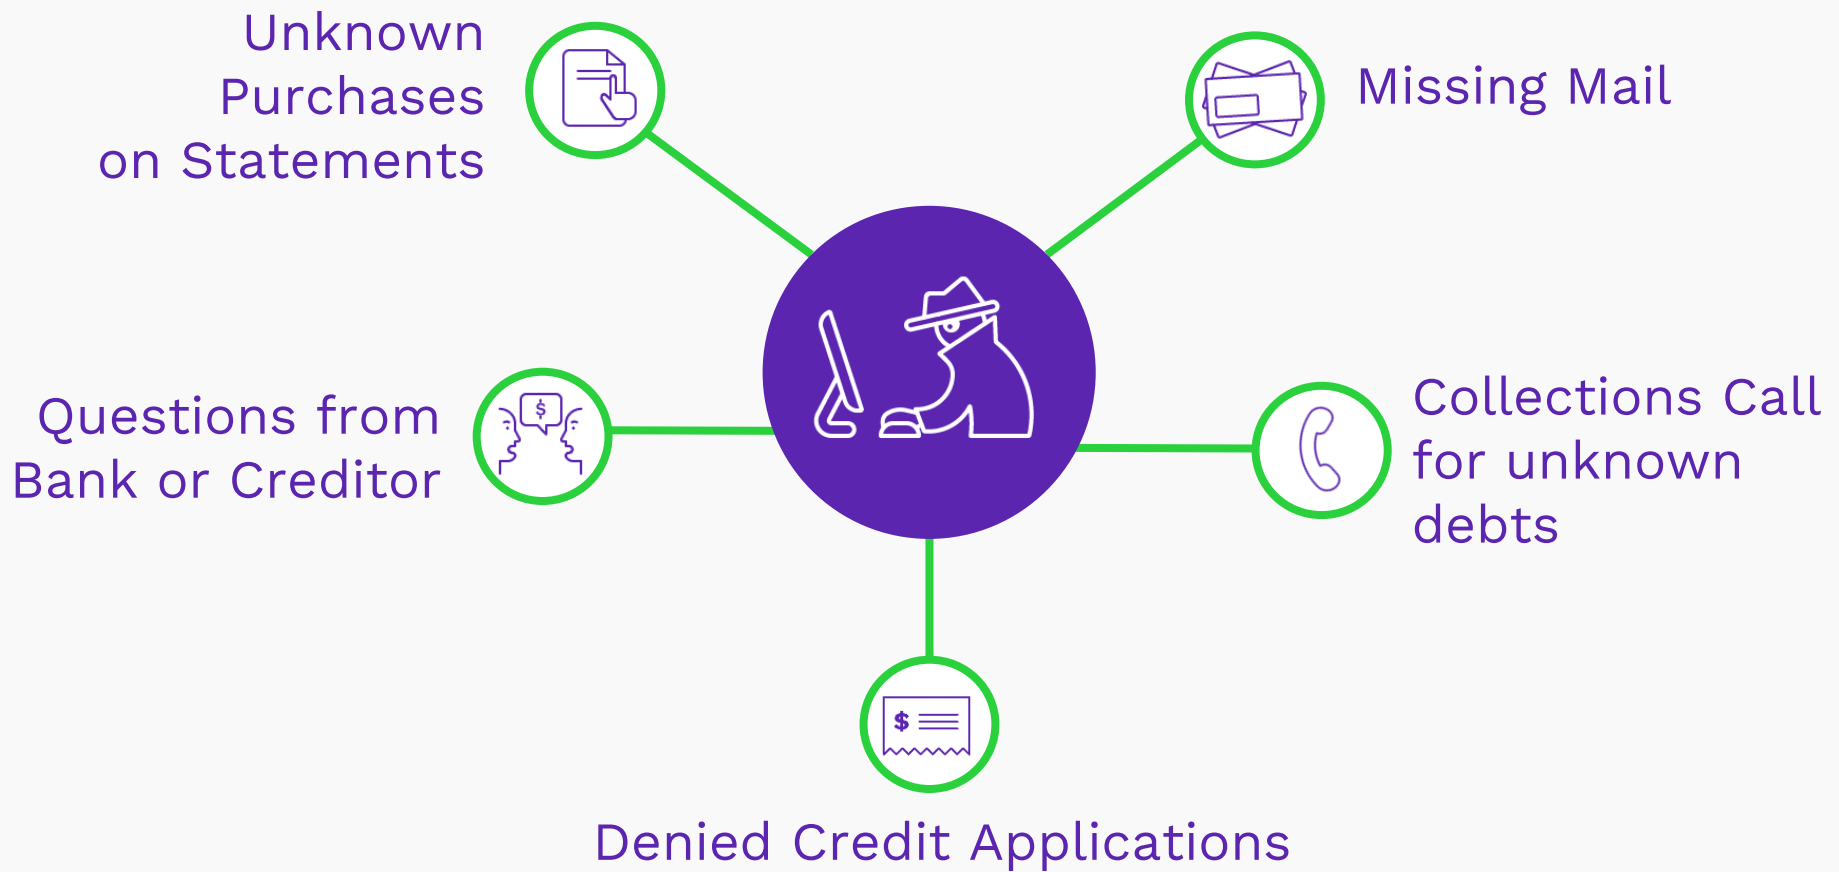 Unknown
Purchases
on Statements
Missing Mail
Questions from
Bank or Creditor
$
Collections Call
for unknown
debts
$
Denied Credit Applications